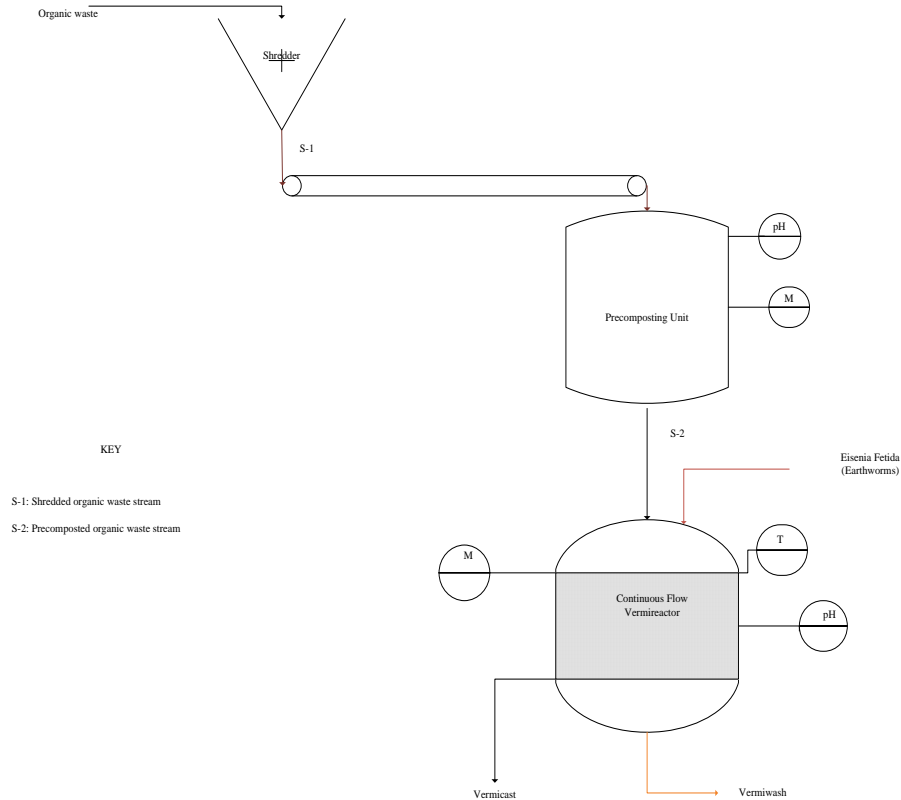 Organic waste
Shredder
S-1
pH
M
Precomposting Unit
S-2
KEY
Eisenia Fetida
(Earthworms)
S-1: Shredded organic waste stream
S-2: Precomposted organic waste stream
T
M
Continuous Flow
Vermireactor
pH
Vermicast
Vermiwash